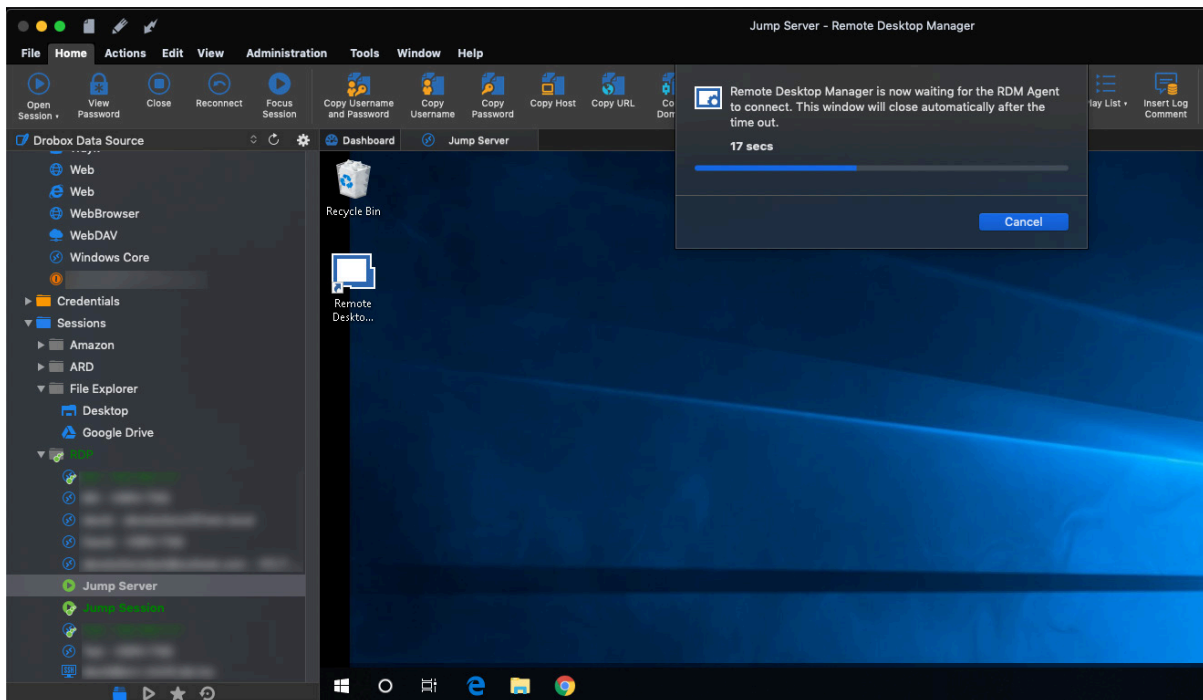 Jump Server - Remote Desktop Manager
File Home Actions Edit View Administration Tools Window Help
Open Session
View Password
Close
Reconnect
Focus Session
Copy Username and Password
Copy Username
Copy Password
Copy Host
Copy URL
Insert Log Comment
Remote Desktop Manager is now waiting for the RDM Agent
to connect. This window will close automatically after the
time out.
17 secs
Cancel
Drobox Data Source
Dashboard
Jump Server
Web
Web
WebBrowser
WebDAV
Windows Core
Credentials
Sessions
Amazon
ARD
File Explorer
Desktop
Google Drive
RDP
Jump Server
Jump Session
Recycle Bin
Remote
Deskto...